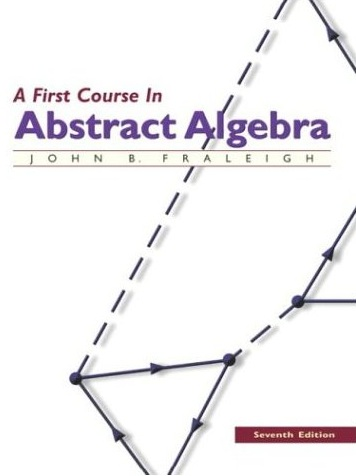 A First Course In
Abstract Algebra
JOHN B. FRALEIGH
Seventh Edition